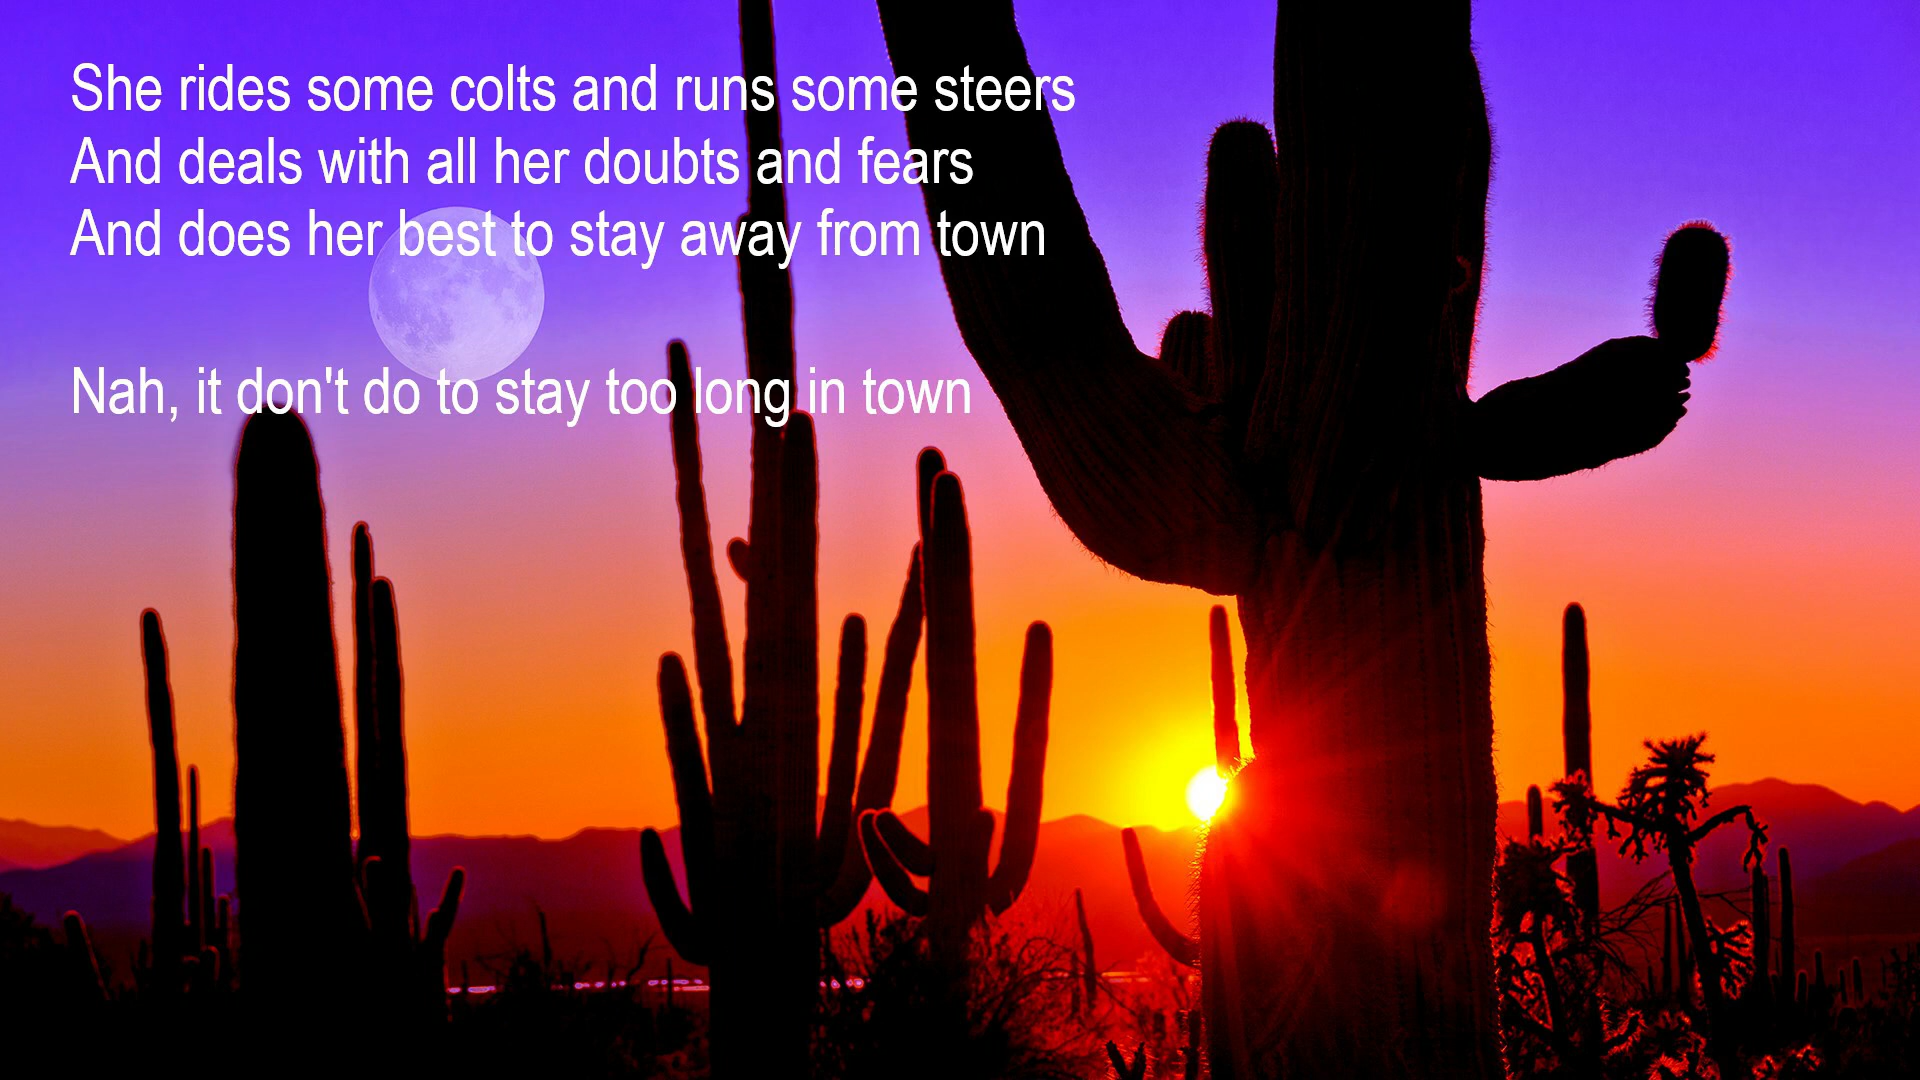 She rides some colts and runs some steers
And deals with all her doubts and fears
And does her best to stay away from town
Nah, it don't do to stay too long in town